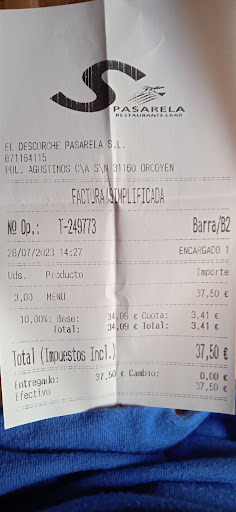 S
PASARELA
RESTAURANTE&BAR
EL DESCORCHE PASARELA S.L.
B71164115
POL. AGUSTINOS C\A S\N 31160 ORCOYEN
FACTURA SIMPLIFICADA
Nº Op.: T-249773 Barra/B2
26/07/2023 14:27 ENCARGADO 1
Uds. Producto Importe
3,00 MENU 37,50 €
10,00% Base: 34,09 € Cuota: 3,41 €
Total: 34,09 € Total: 3,41 €
Total (Impuestos Incl.) 37,50 €
Entregado: 37,50 € Cambio: 0,00 €
Efectivo 37,50 €